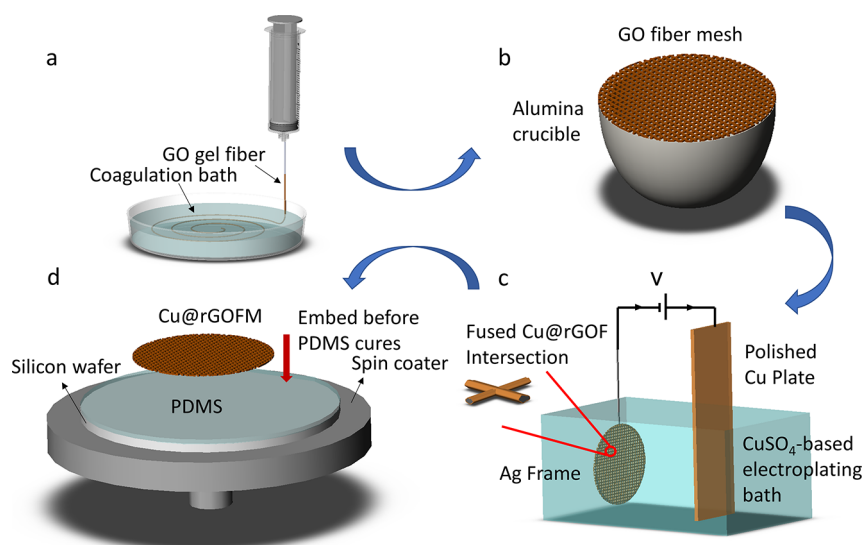 a
GO gel fiber
Coagulation bath
b
GO fiber mesh
Alumina
crucible
d
Cu@rGOFM
Embed before
PDMS cures
Silicon wafer
Spin coater
PDMS
c
V
Fused Cu@rGOF
Intersection
Polished
Cu Plate
Ag Frame
CuSO₄-based
electroplating
bath